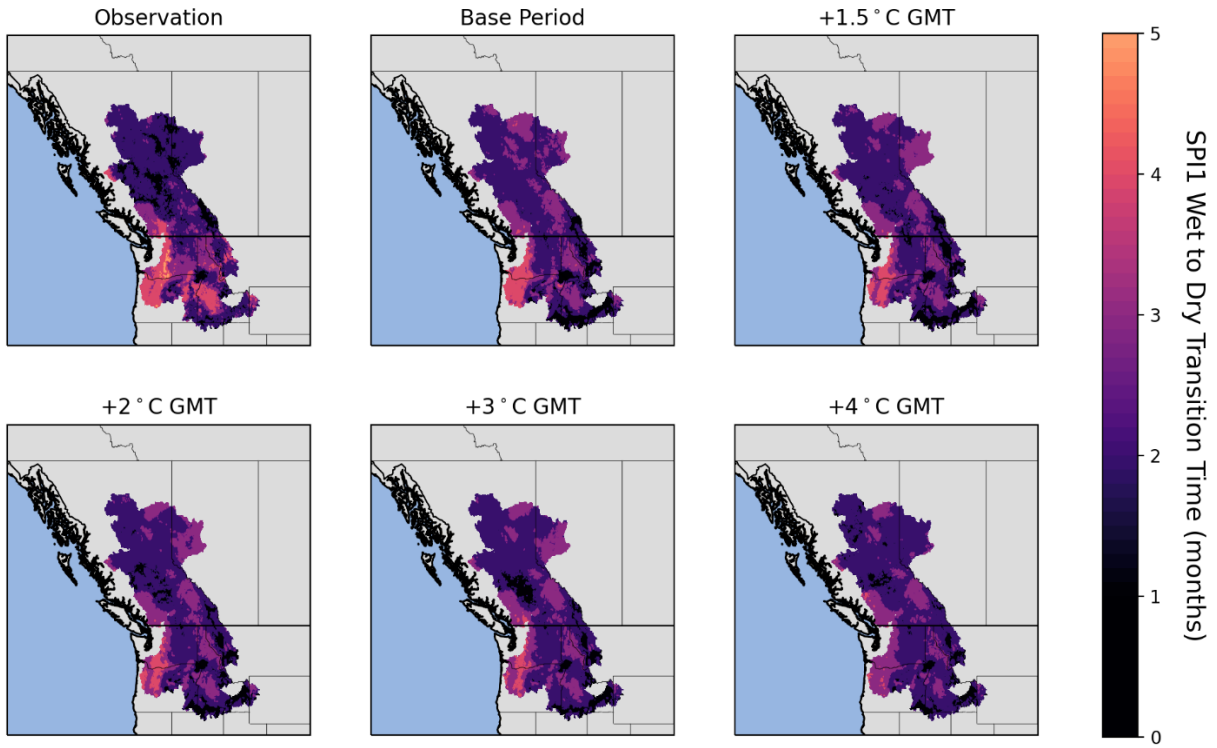 Observation
Base Period
+1.5°C GMT
+2°C GMT
+3°C GMT
+4°C GMT
5
4
3
2
1
0
SPI1 Wet to Dry Transition Time (months)